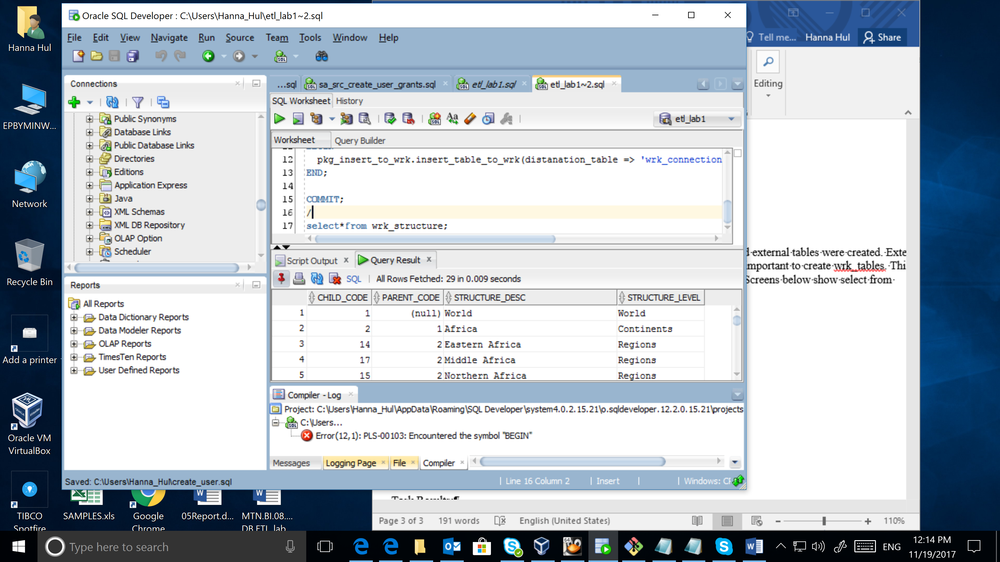 Hanna Hul
EPBYMINW...
Network
Recycle Bin
Add a printer
Oracle VM
VirtualBox
TIBCO
Spotfire
SAMPLES.xls
Google
Chrome
05Report.d...
MTN.BI.08....
DB ETL lab
Oracle SQL Developer : C:\Users\Hanna_Hul\etl_lab1~2.sql
File Edit View Navigate Run Source Team Tools Window Help
Connections
Public Synonyms
Database Links
Public Database Links
Directories
Editions
Application Express
Java
XML Schemas
XML DB Repository
OLAP Option
Scheduler
Reports
All Reports
Data Dictionary Reports
Data Modeler Reports
OLAP Reports
TimesTen Reports
User Defined Reports
...sql sa_src_create_user_grants.sql etl_lab1.sql etl_lab1~2.sql
SQL Worksheet History
etl_lab1
Worksheet Query Builder
12 pkg_insert_to_wrk.insert_table_to_wrk(distanation_table => 'wrk_connection
13 END;
14
15 COMMIT;
16 /
17 select*from wrk_structure;
Script Output Query Result
SQL All Rows Fetched: 29 in 0.009 seconds
CHILD_CODE PARENT_CODE STRUCTURE_DESC STRUCTURE_LEVEL
1 1 (null) World World
2 2 1 Africa Continents
3 14 2 Eastern Africa Regions
4 17 2 Middle Africa Regions
5 15 2 Northern Africa Regions
Compiler - Log
Project: C:\Users\Hanna_Hul\AppData\Roaming\SQL Developer\system4.0.2.15.21\o.sqldeveloper.12.2.0.15.21\projects
C:\Users...
Error(12,1): PLS-00103: Encountered the symbol "BEGIN"
Messages Logging Page File Compiler
Saved: C:\Users\Hanna_Hul\create_user.sql
Line 16 Column 2 Insert Windows:
Tell me... Hanna Hul Share
Editing
external tables were created. Exte
mportant to create wrk_tables. Thi
Screens below show select from
Page 3 of 3 191 words English (United States) 110%
Type here to search
64
ENG
12:14 PM
11/19/2017